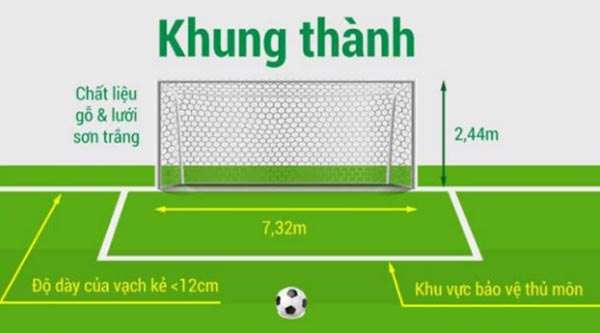 Khung thành
Chất liệu
gỗ & lưới
sơn trắng
2,44m
7,32m
Độ dày của vạch kẻ <12cm
Khu vực bảo vệ thủ môn